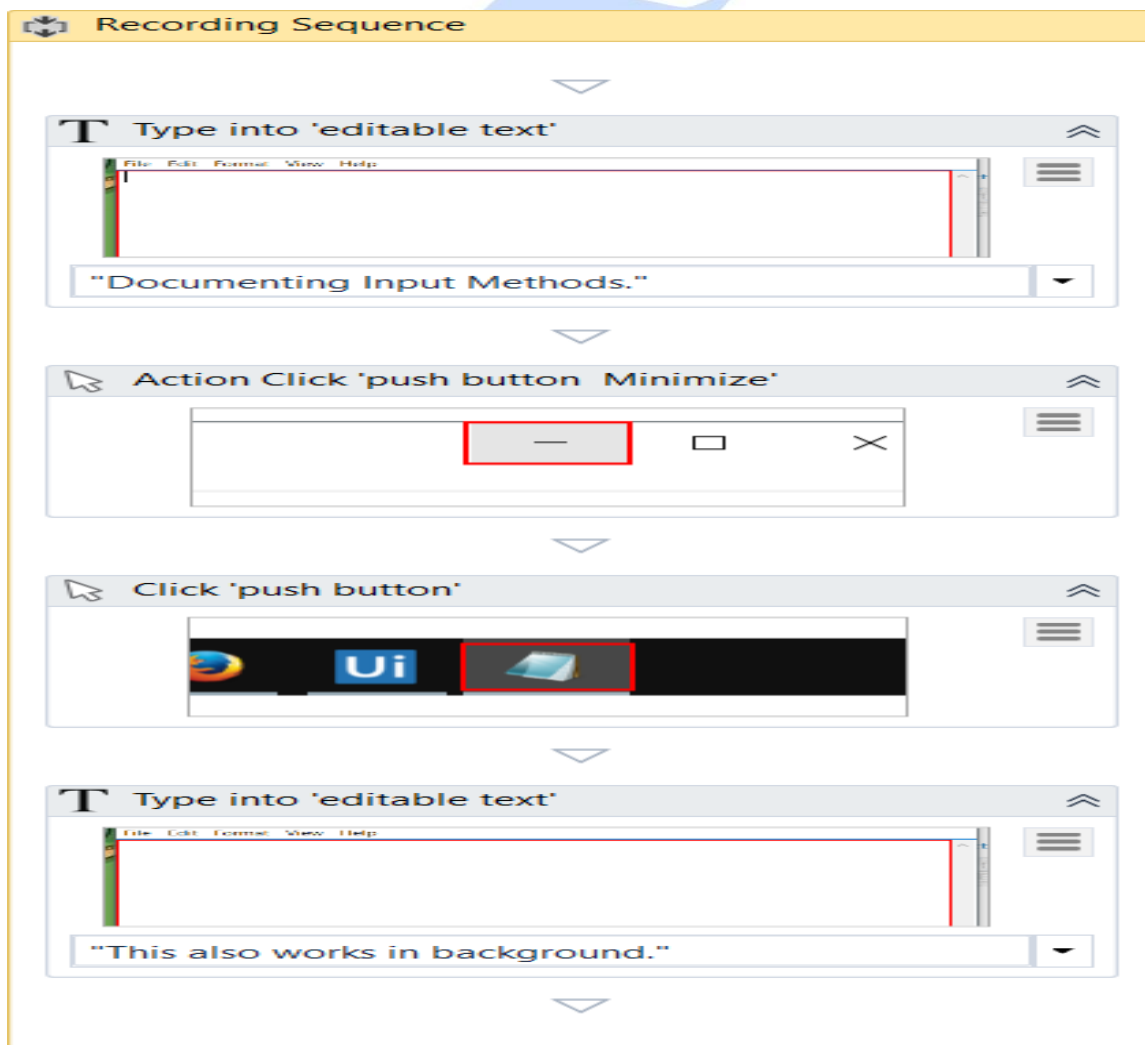 Recording Sequence
T Type into 'editable text'
File Edit Format View Help
"Documenting Input Methods."
Action Click 'push button Minimize'
Click 'push button'
Ui
T Type into 'editable text'
File Edit Format View Help
"This also works in background."